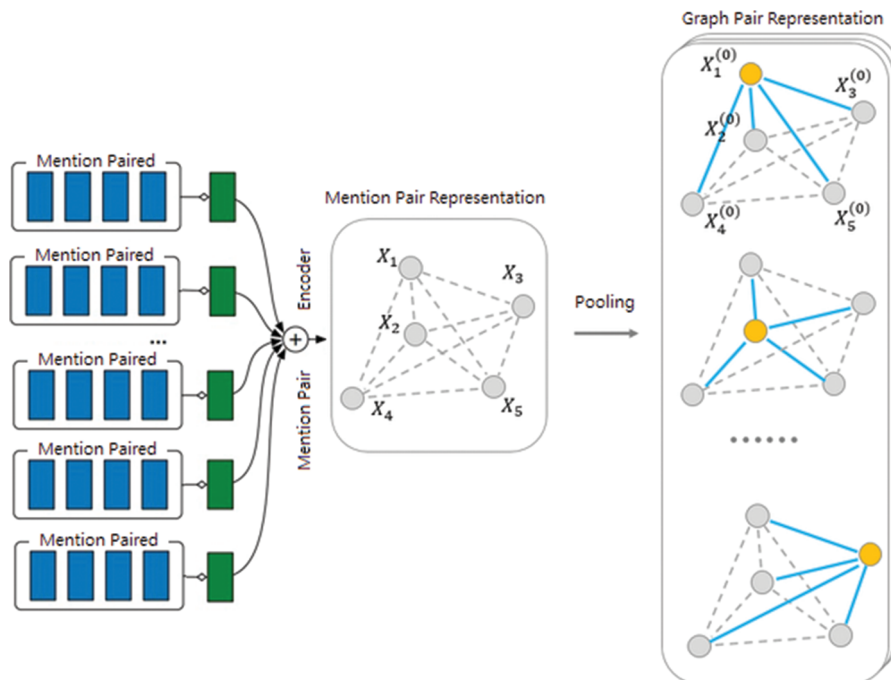 Graph Pair Representation
X₁⁽⁰⁾
X₃⁽⁰⁾
X₂⁽⁰⁾
X₄⁽⁰⁾
X₅⁽⁰⁾
Mention Paired
Mention Paired
...
Mention Paired
Mention Paired
Mention Paired
+
Encoder
Mention Pair
Mention Pair Representation
X₁
X₃
X₂
X₄
X₅
Pooling
.......